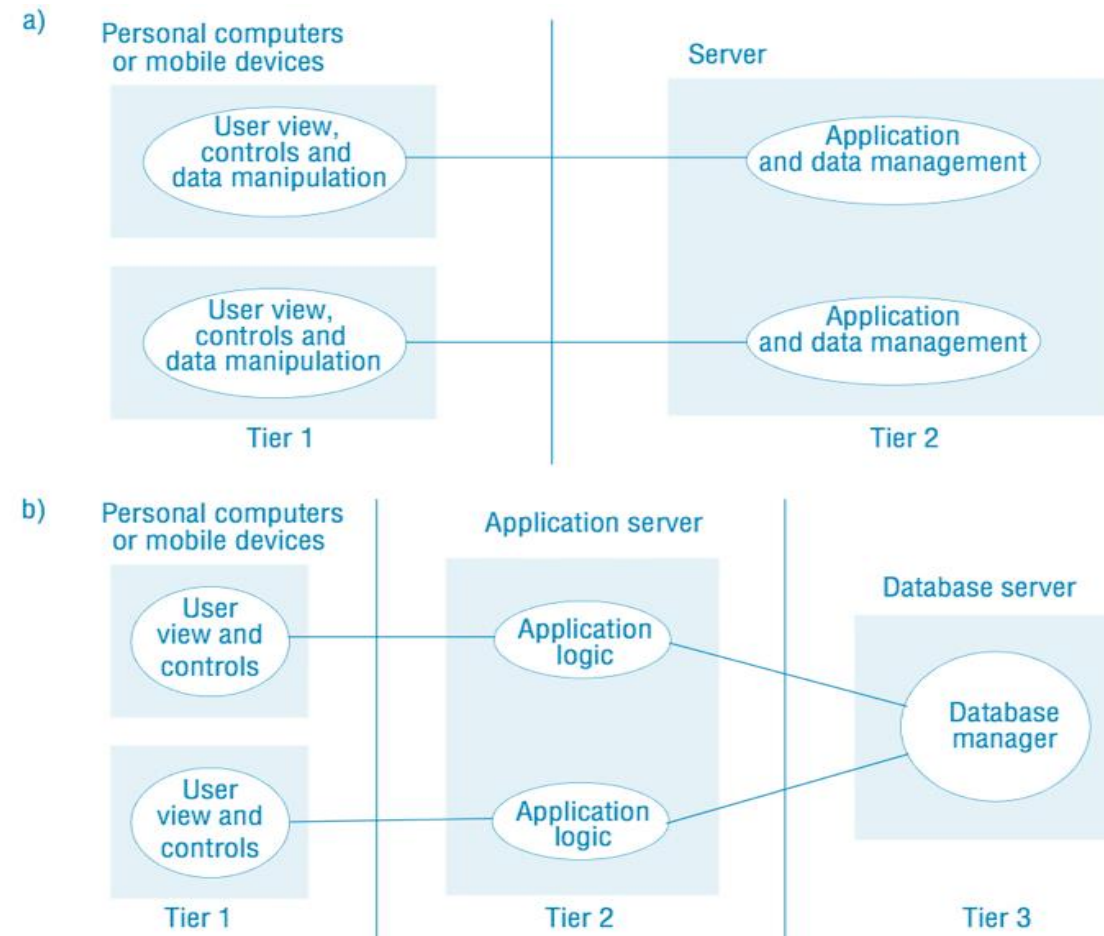 a)
Personal computers
or mobile devices
Server
User view,
controls and
data manipulation
Application
and data management
User view,
controls and
data manipulation
Application
and data management
Tier 1
Tier 2
b)
Personal computers
or mobile devices
Application server
Database server
User
view and
controls
Application
logic
Database
manager
User
view and
controls
Application
logic
Tier 1
Tier 2
Tier 3